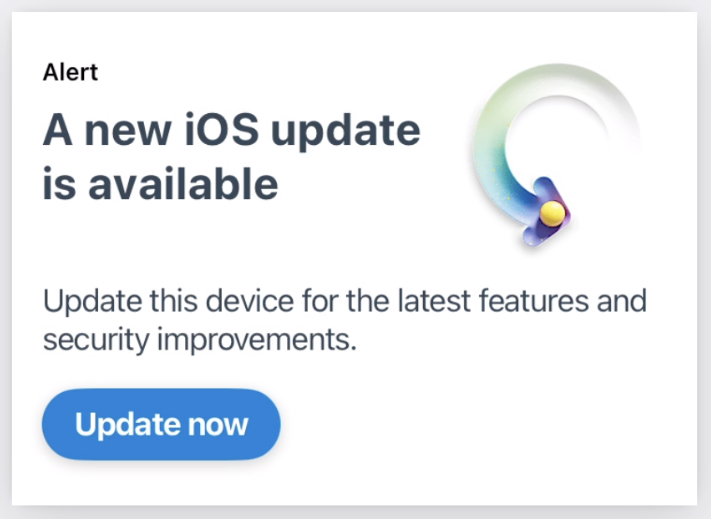 Alert
A new iOS update
is available
Update this device for the latest features and
security improvements.
Update now